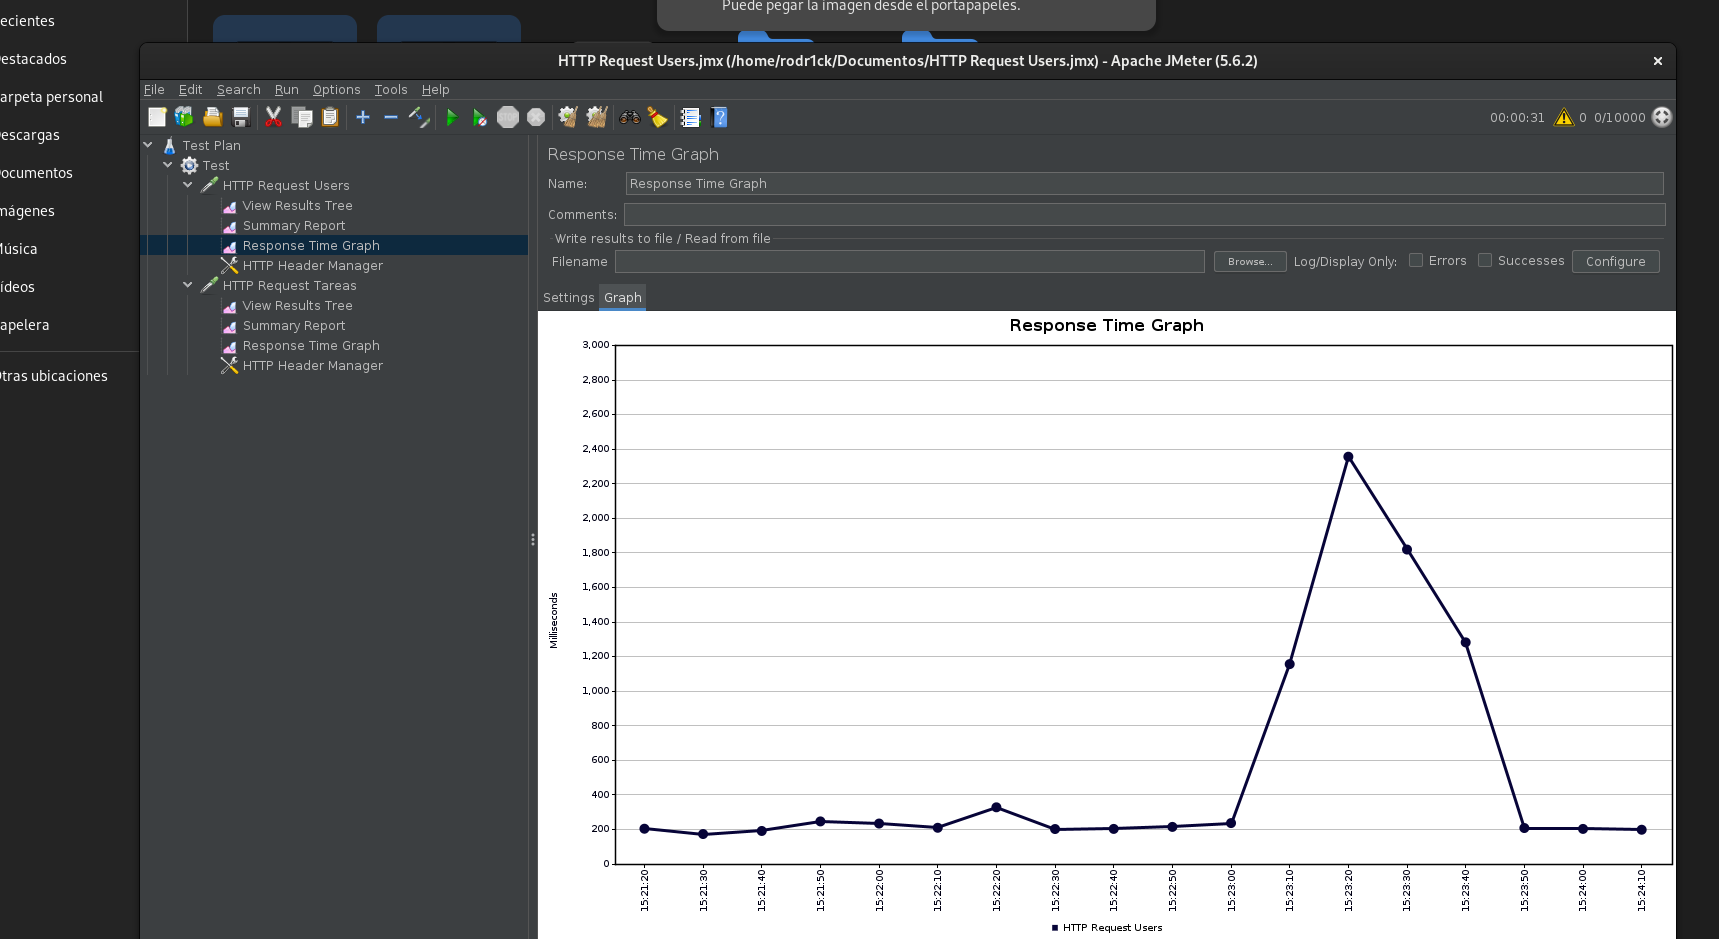 Puede pegar la imagen desde el portapapeles.
ecientes
estacados
arpeta personal
escargas
ocumentos
mágenes
úsica
ídeos
apelera
tras ubicaciones
HTTP Request Users.jmx (/home/rodr1ck/Documentos/HTTP Request Users.jmx) - Apache JMeter (5.6.2)
File Edit Search Run Options Tools Help
00:00:31 0 0/10000
Test Plan
Test
HTTP Request Users
View Results Tree
Summary Report
Response Time Graph
HTTP Header Manager
HTTP Request Tareas
View Results Tree
Summary Report
Response Time Graph
HTTP Header Manager
Response Time Graph
Name: Response Time Graph
Comments:
Write results to file / Read from file
Filename Browse... Log/Display Only: Errors Successes Configure
Settings Graph
Response Time Graph
3,000
2,800
2,600
2,400
2,200
2,000
1,800
1,600
1,400
1,200
1,000
800
600
400
200
0
Milliseconds
15:21:20 15:21:30 15:21:40 15:21:50 15:22:00 15:22:10 15:22:20 15:22:30 15:22:40 15:22:50 15:23:00 15:23:10 15:23:20 15:23:30 15:23:40 15:23:50 15:24:00 15:24:10
HTTP Request Users